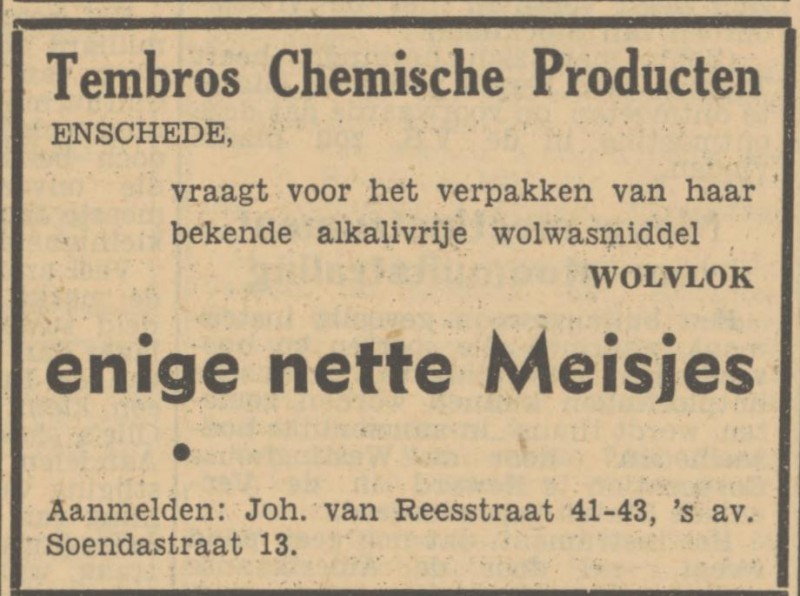 Tembros Chemische Producten
ENSCHEDE,
vraagt voor het verpakken van haar
bekende alkalivrije wolwasmiddel
WOLVLOK
enige nette Meisjes
Aanmelden: Joh. van Reesstraat 41-43, 's av.
Soendastraat 13.